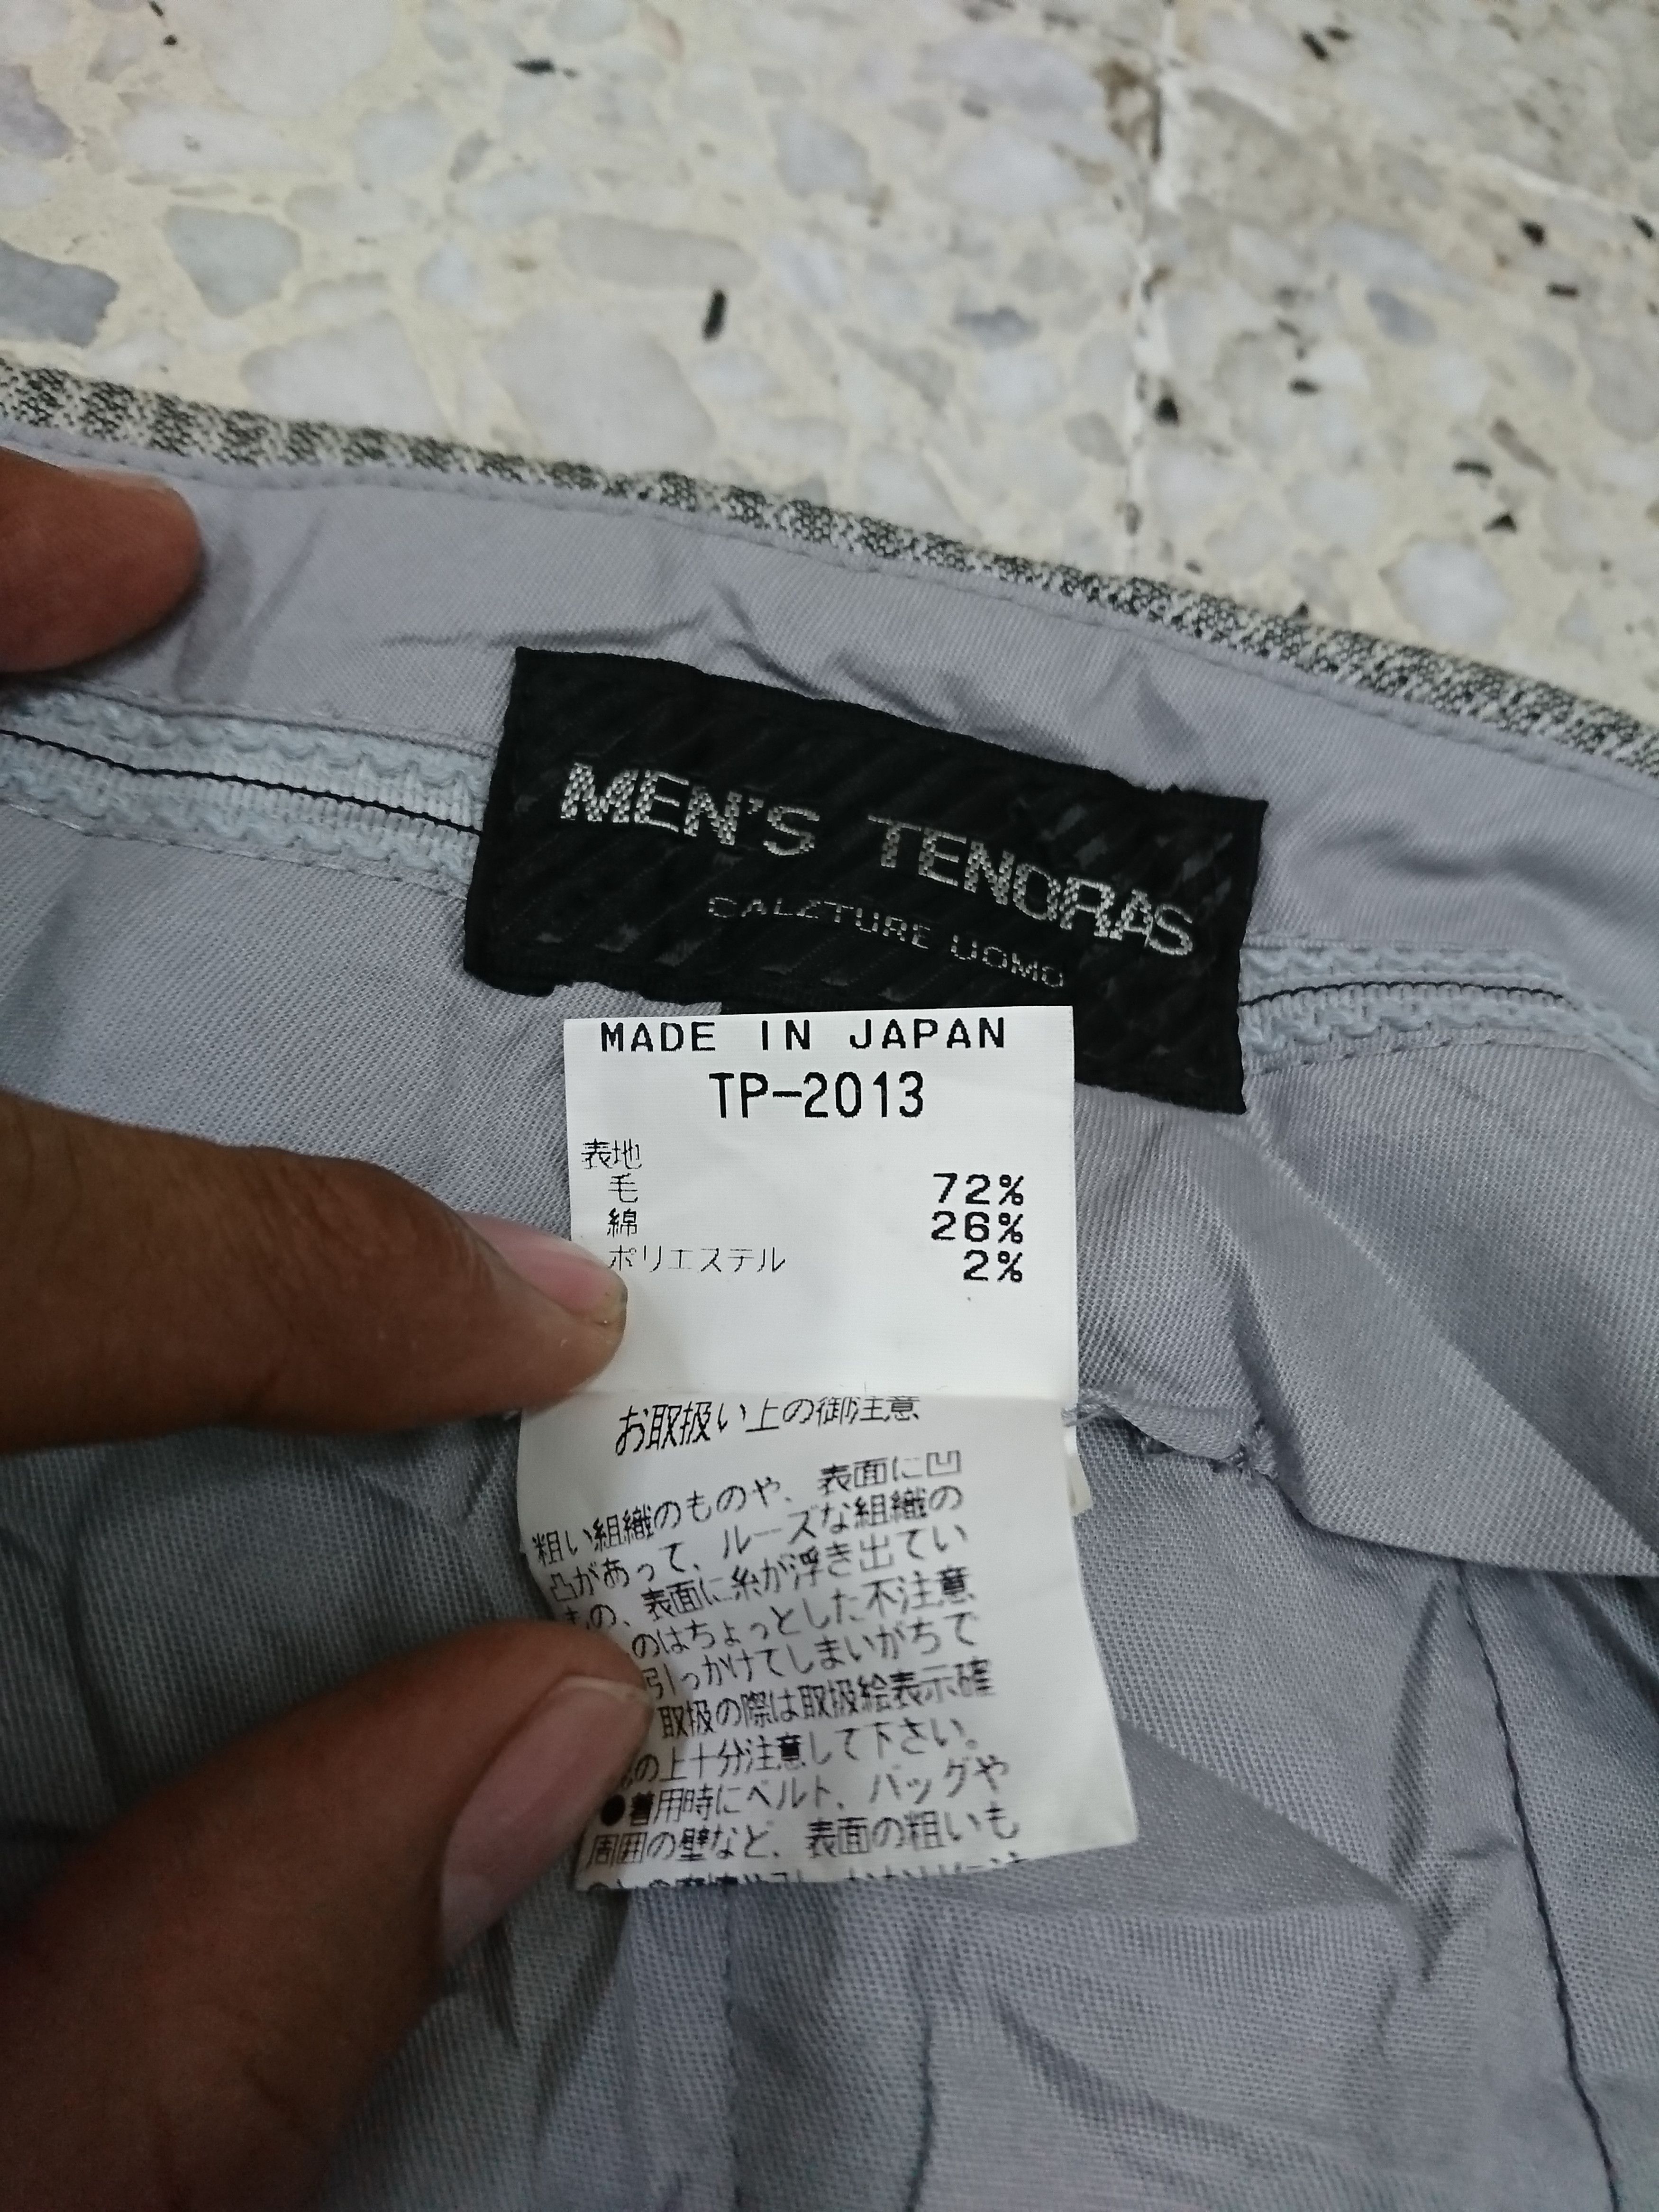 MEN'S TENORAS
CALZTURE UOMO
MADE IN JAPAN
TP-2013
表地
毛 72%
綿 26%
ポリエステル 2%
お取扱い上の御注意
粗い組織のものや、表面に凹
凸があって、ルーズな組織の
もの、表面に糸が浮き出てい
のはちょっとした不注意
引っかけてしまいがちで
取扱の際は取扱絵表示確
の上十分注意して下さい。
●着用時にベルト、バッグや
周囲の壁など、表面の粗いも